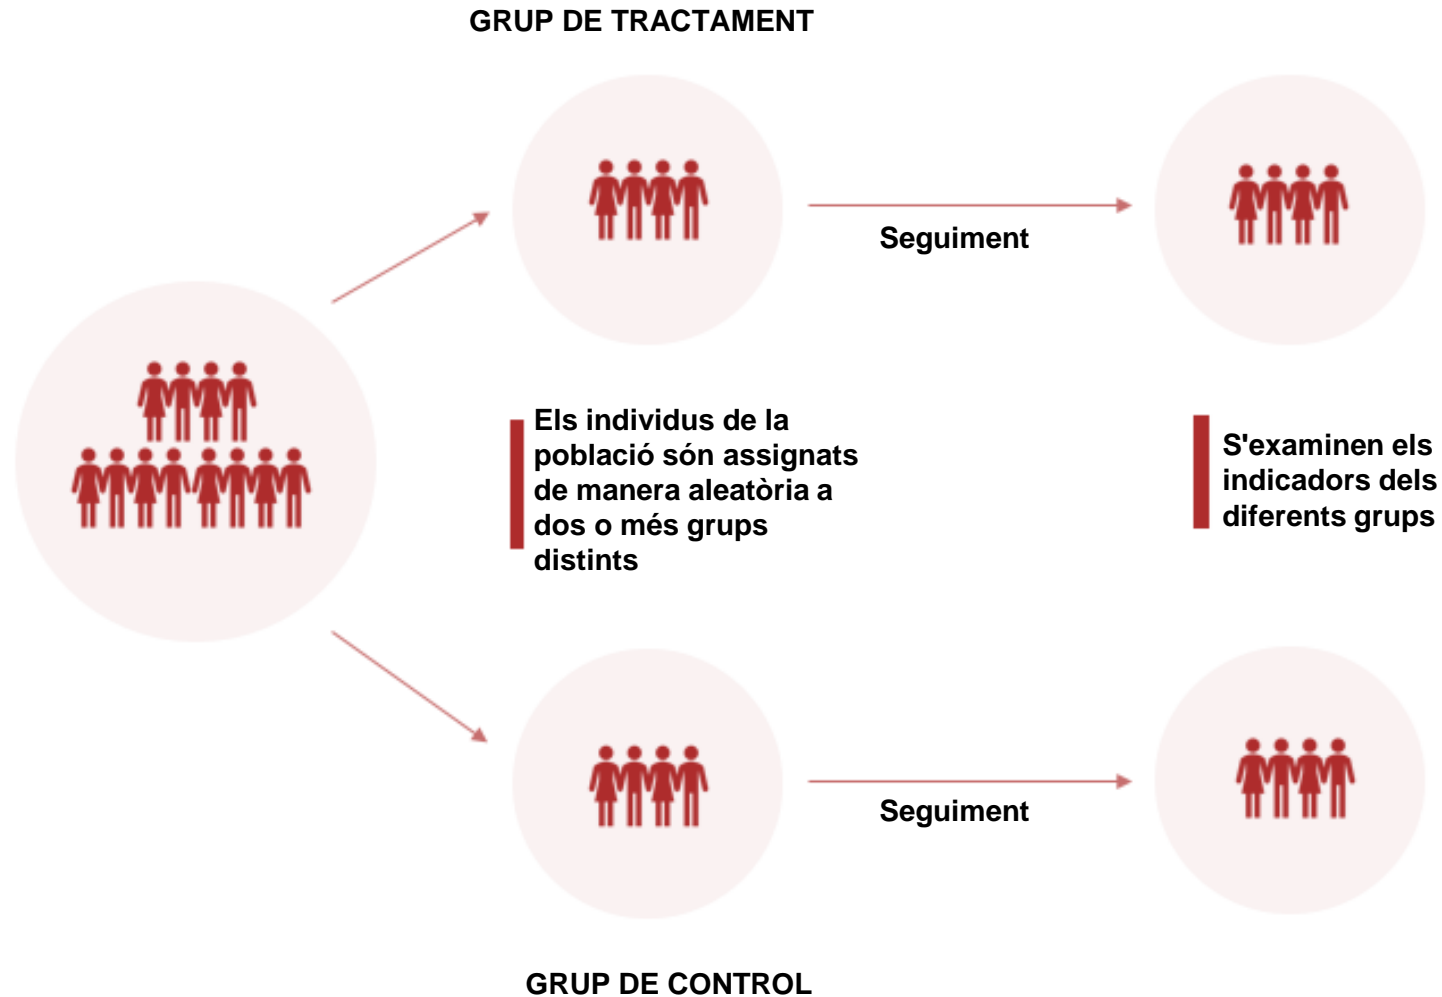 GRUP DE TRACTAMENT
Seguiment
Els individus de la
població són assignats
de manera aleatòria a
dos o més grups
distints
S'examinen els
indicadors dels
diferents grups
Seguiment
GRUP DE CONTROL